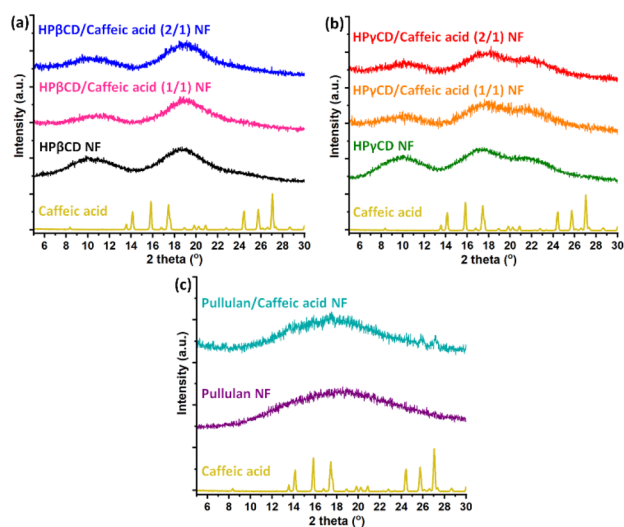 (a)
HPβCD/Caffeic acid (2/1) NF
HPβCD/Caffeic acid (1/1) NF
HPβCD NF
Caffeic acid
Intensity (a.u.)
6 8 10 12 14 16 18 20 22 24 26 28 30
2 theta (°)
(b)
HPγCD/Caffeic acid (2/1) NF
HPγCD/Caffeic acid (1/1) NF
HPγCD NF
Caffeic acid
Intensity (a.u.)
6 8 10 12 14 16 18 20 22 24 26 28 30
2 theta (°)
(c)
Pullulan/Caffeic acid NF
Pullulan NF
Caffeic acid
Intensity (a.u.)
6 8 10 12 14 16 18 20 22 24 26 28 30
2 theta (°)